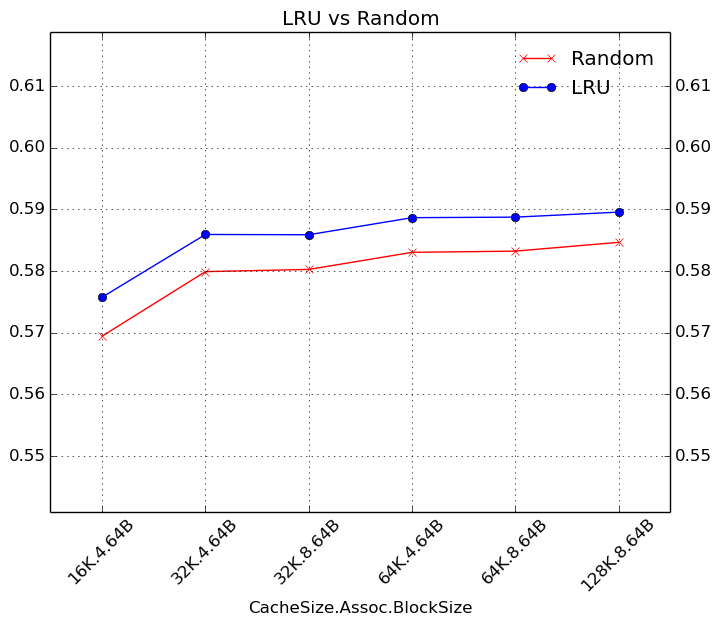 LRU vs Random
Random
LRU
0.61 0.61
0.60 0.60
0.59 0.59
0.58 0.58
0.57 0.57
0.56 0.56
0.55 0.55
16K.4.64B 32K.4.64B 32K.8.64B 64K.4.64B 64K.8.64B 128K.8.64B
CacheSize.Assoc.BlockSize